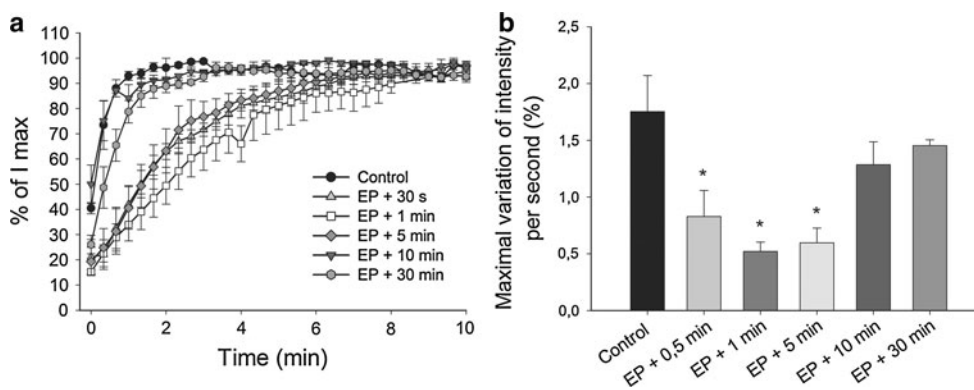 a
% of I max
110
100
90
80
70
60
50
40
30
20
10
0
0 2 4 6 8 10
Time (min)
Control
EP + 30 s
EP + 1 min
EP + 5 min
EP + 10 min
EP + 30 min
b
Maximal variation of intensity
per second (%)
2,5
2,0
1,5
1,0
0,5
0,0
*
*
*
Control
EP + 0,5 min
EP + 1 min
EP + 5 min
EP + 10 min
EP + 30 min